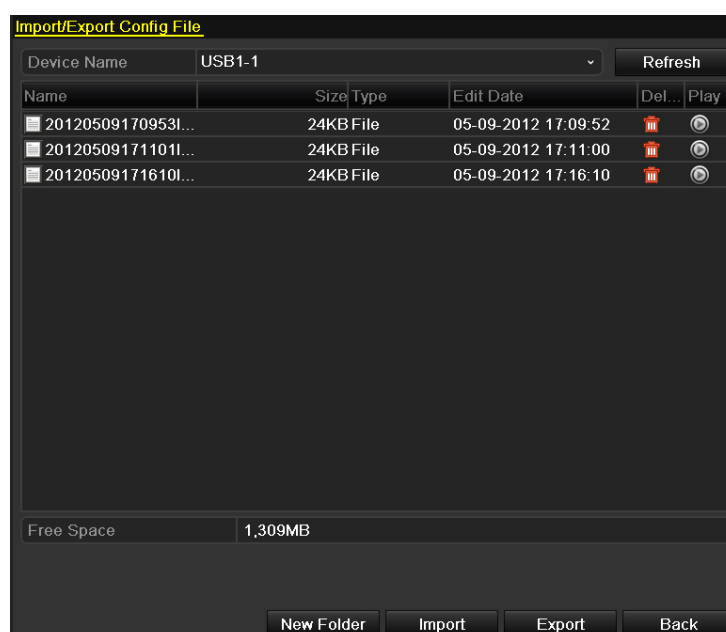 Import/Export Config File
Device Name USB1-1 Refresh
Name Size Type Edit Date Del... Play
20120509170953I... 24KB File 05-09-2012 17:09:52
20120509171101I... 24KB File 05-09-2012 17:11:00
20120509171610I... 24KB File 05-09-2012 17:16:10
Free Space 1,309MB
New Folder Import Export Back